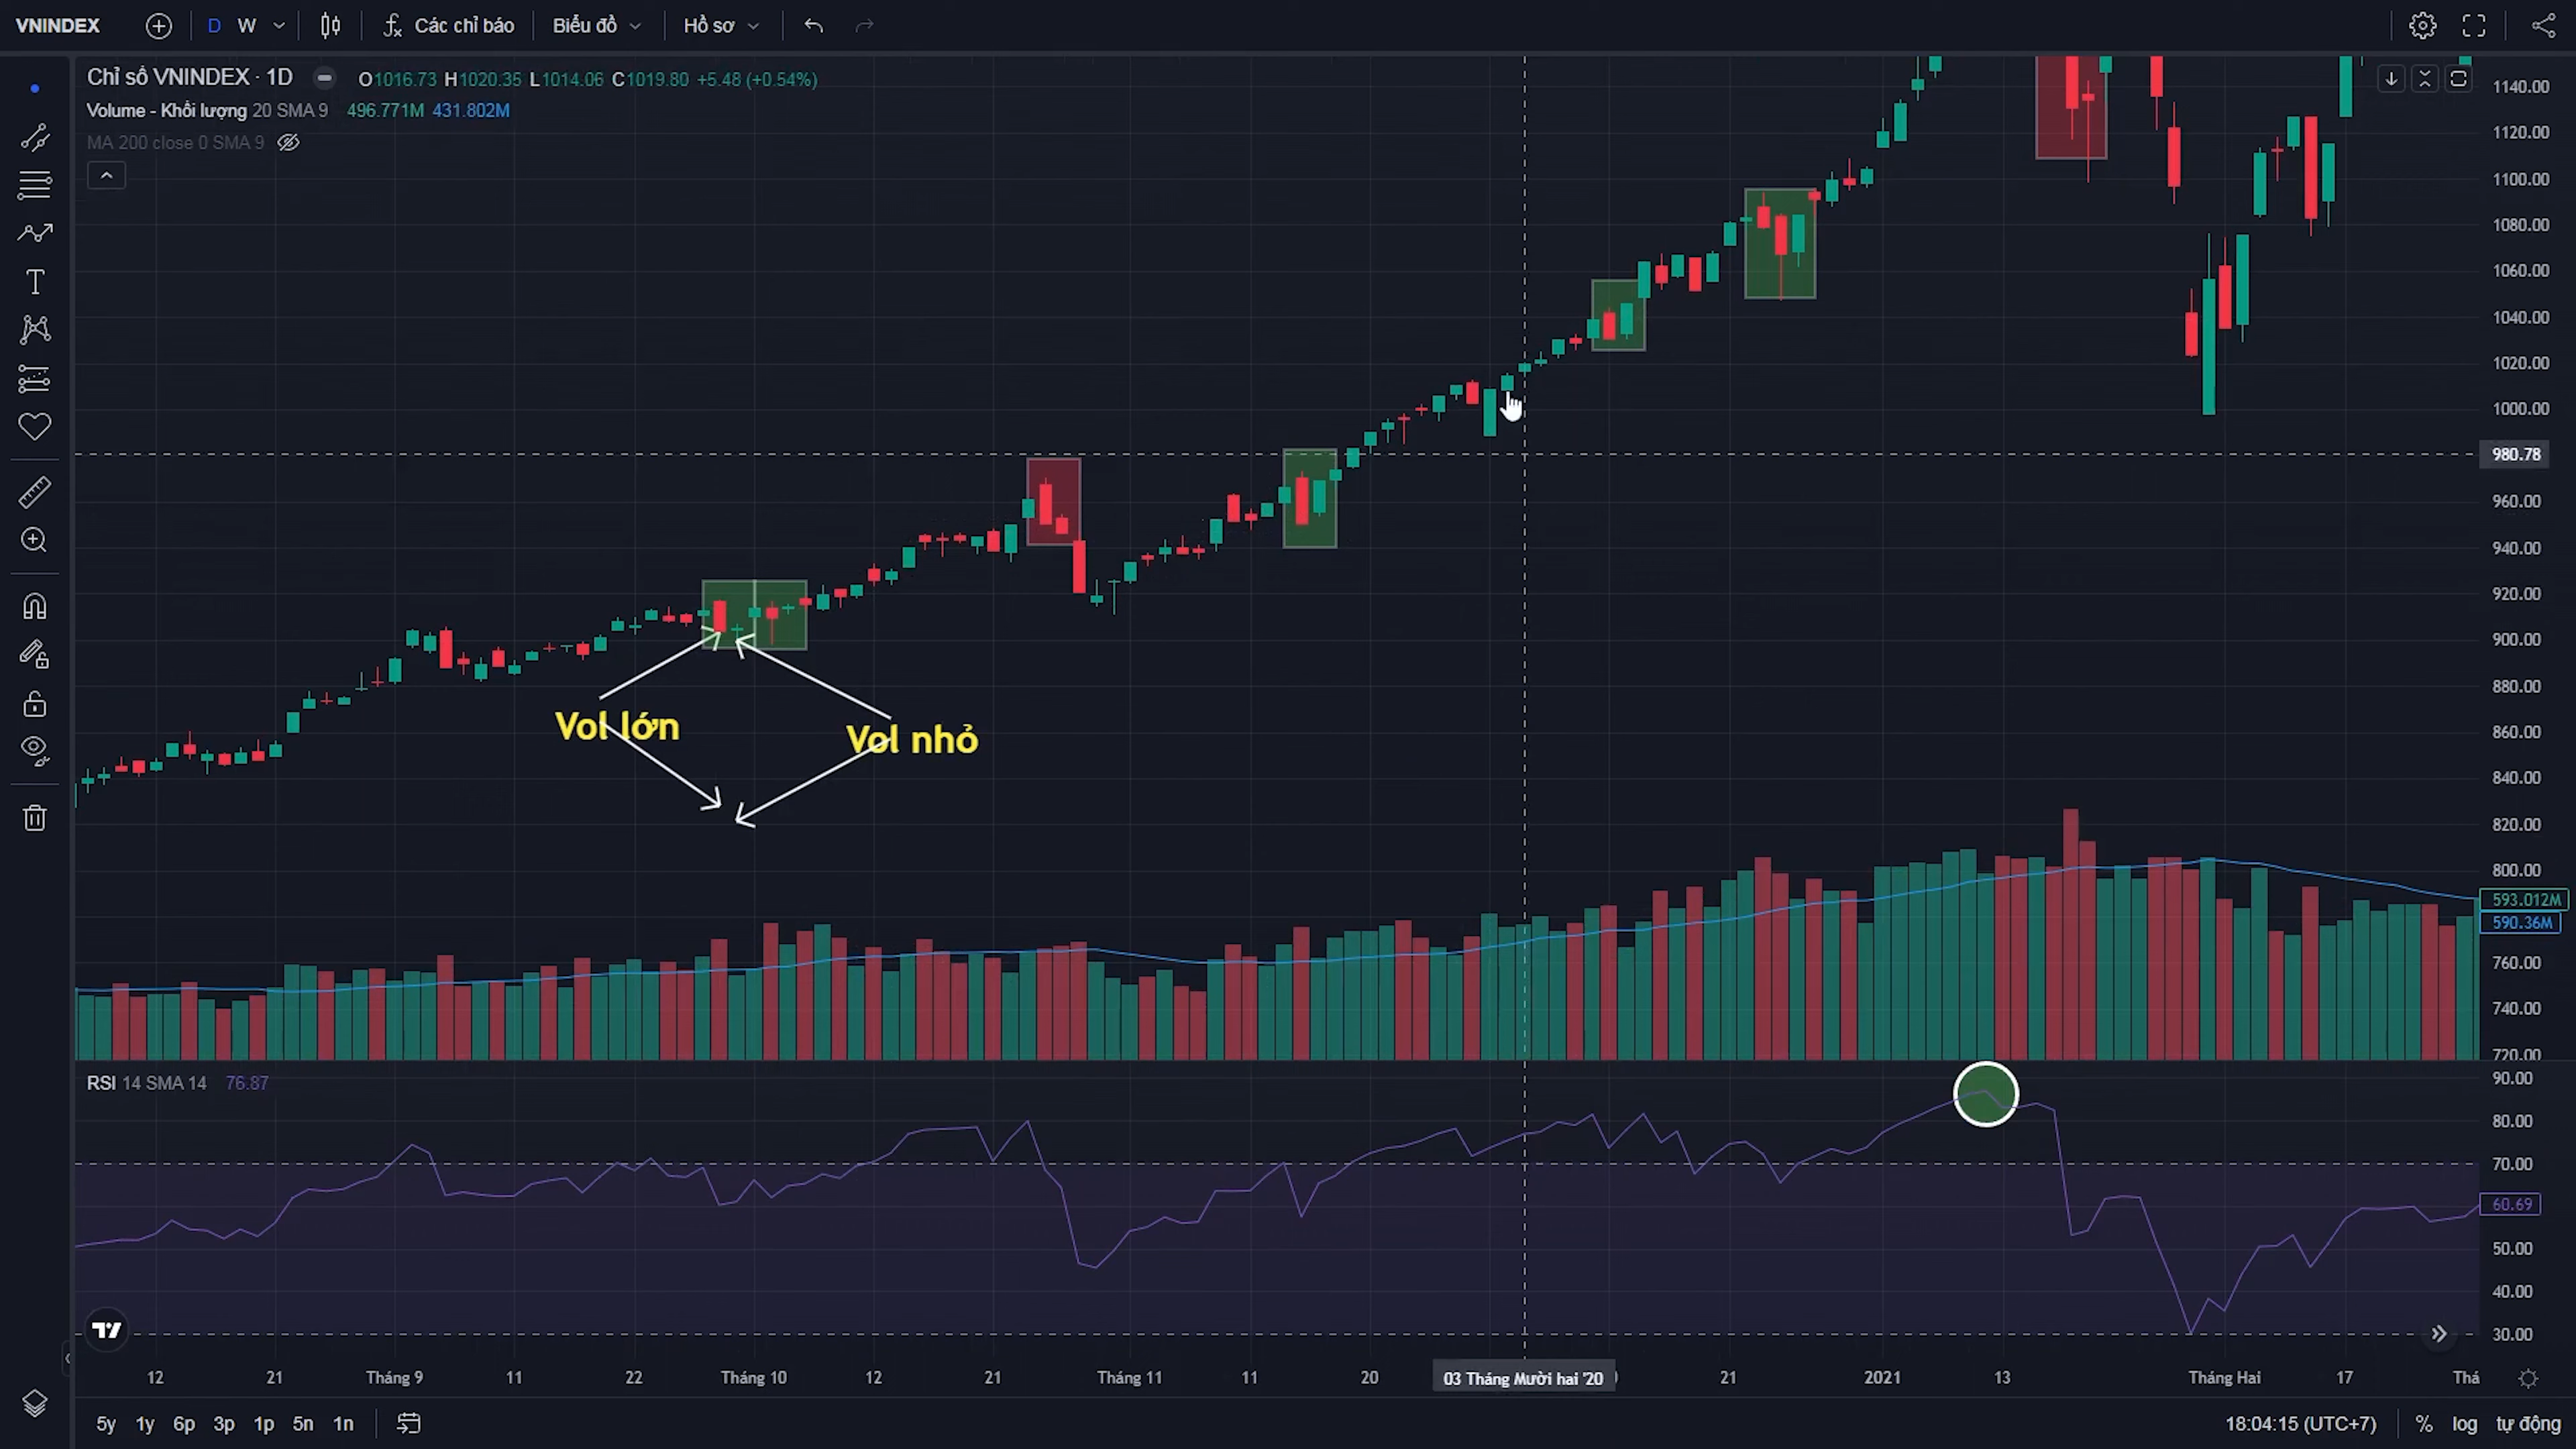 VNINDEX D W Các chỉ báo Biểu đồ Hồ sơ
Chỉ số VNINDEX · 1D O1016.73 H1020.35 L1014.06 C1019.80 +5.48 (+0.54%)
Volume - Khối lượng 20 SMA 9 496.771M 431.802M
MA 200 close 0 SMA 9
1140.00
1120.00
1100.00
1080.00
1060.00
1040.00
1020.00
1000.00
980.78
960.00
940.00
920.00
900.00
880.00
860.00
840.00
820.00
800.00
593.012M
590.36M
760.00
740.00
720.00
Vol lớn
Vol nhỏ
RSI 14 SMA 14 76.87
90.00
80.00
70.00
60.69
50.00
40.00
30.00
12 21 Tháng 9 11 22 Tháng 10 12 21 Tháng 11 11 20 03 Tháng Mười hai '20 21 2021 13 Tháng Hai 17 Thá
5y 1y 6p 3p 1p 5n 1n 18:04:15 (UTC+7) % log tự động